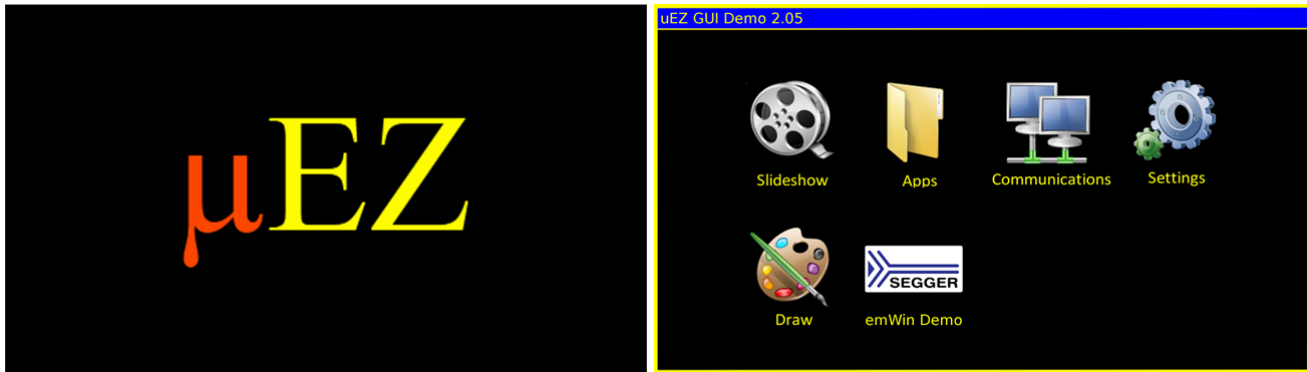 µEZ
uEZ GUI Demo 2.05
Slideshow
Apps
Communications
Settings
SEGGER
Draw
emWin Demo